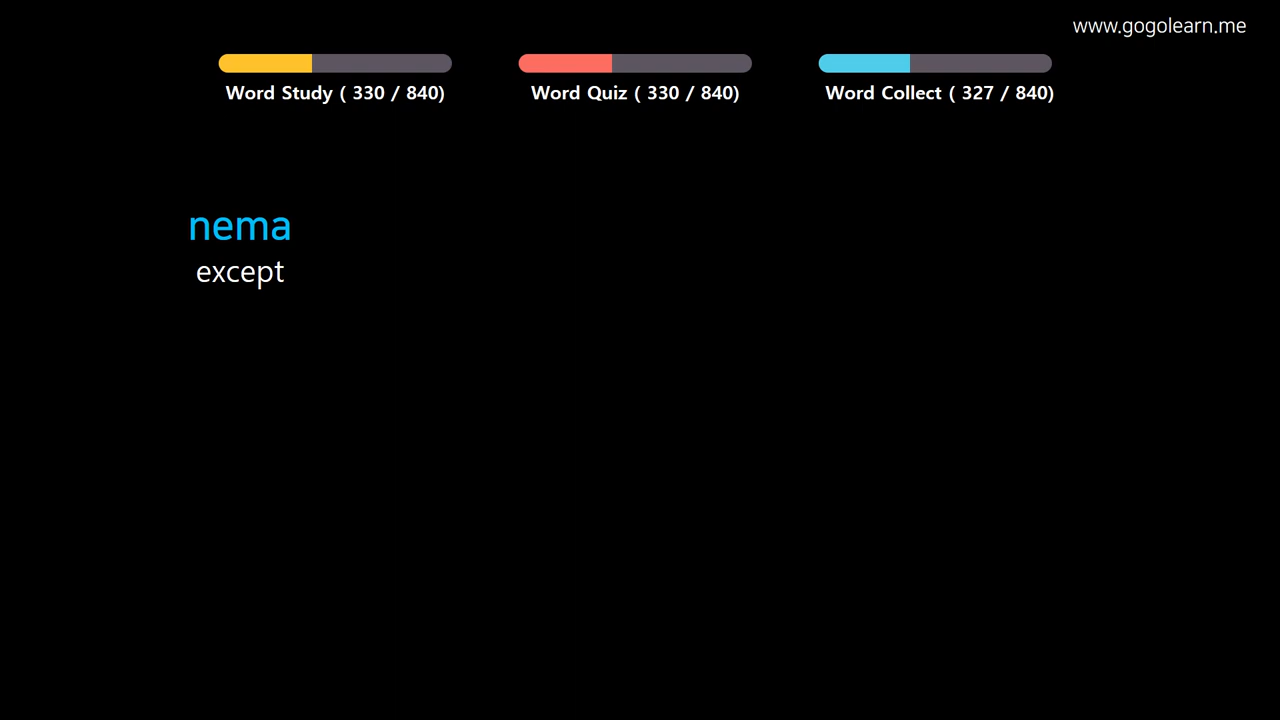 www.gogolearn.me
Word Study ( 330 / 840)
Word Quiz ( 330 / 840)
Word Collect ( 327 / 840)
nema
except